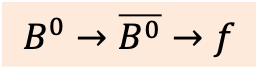 B⁰ → B̅⁰̅ → f